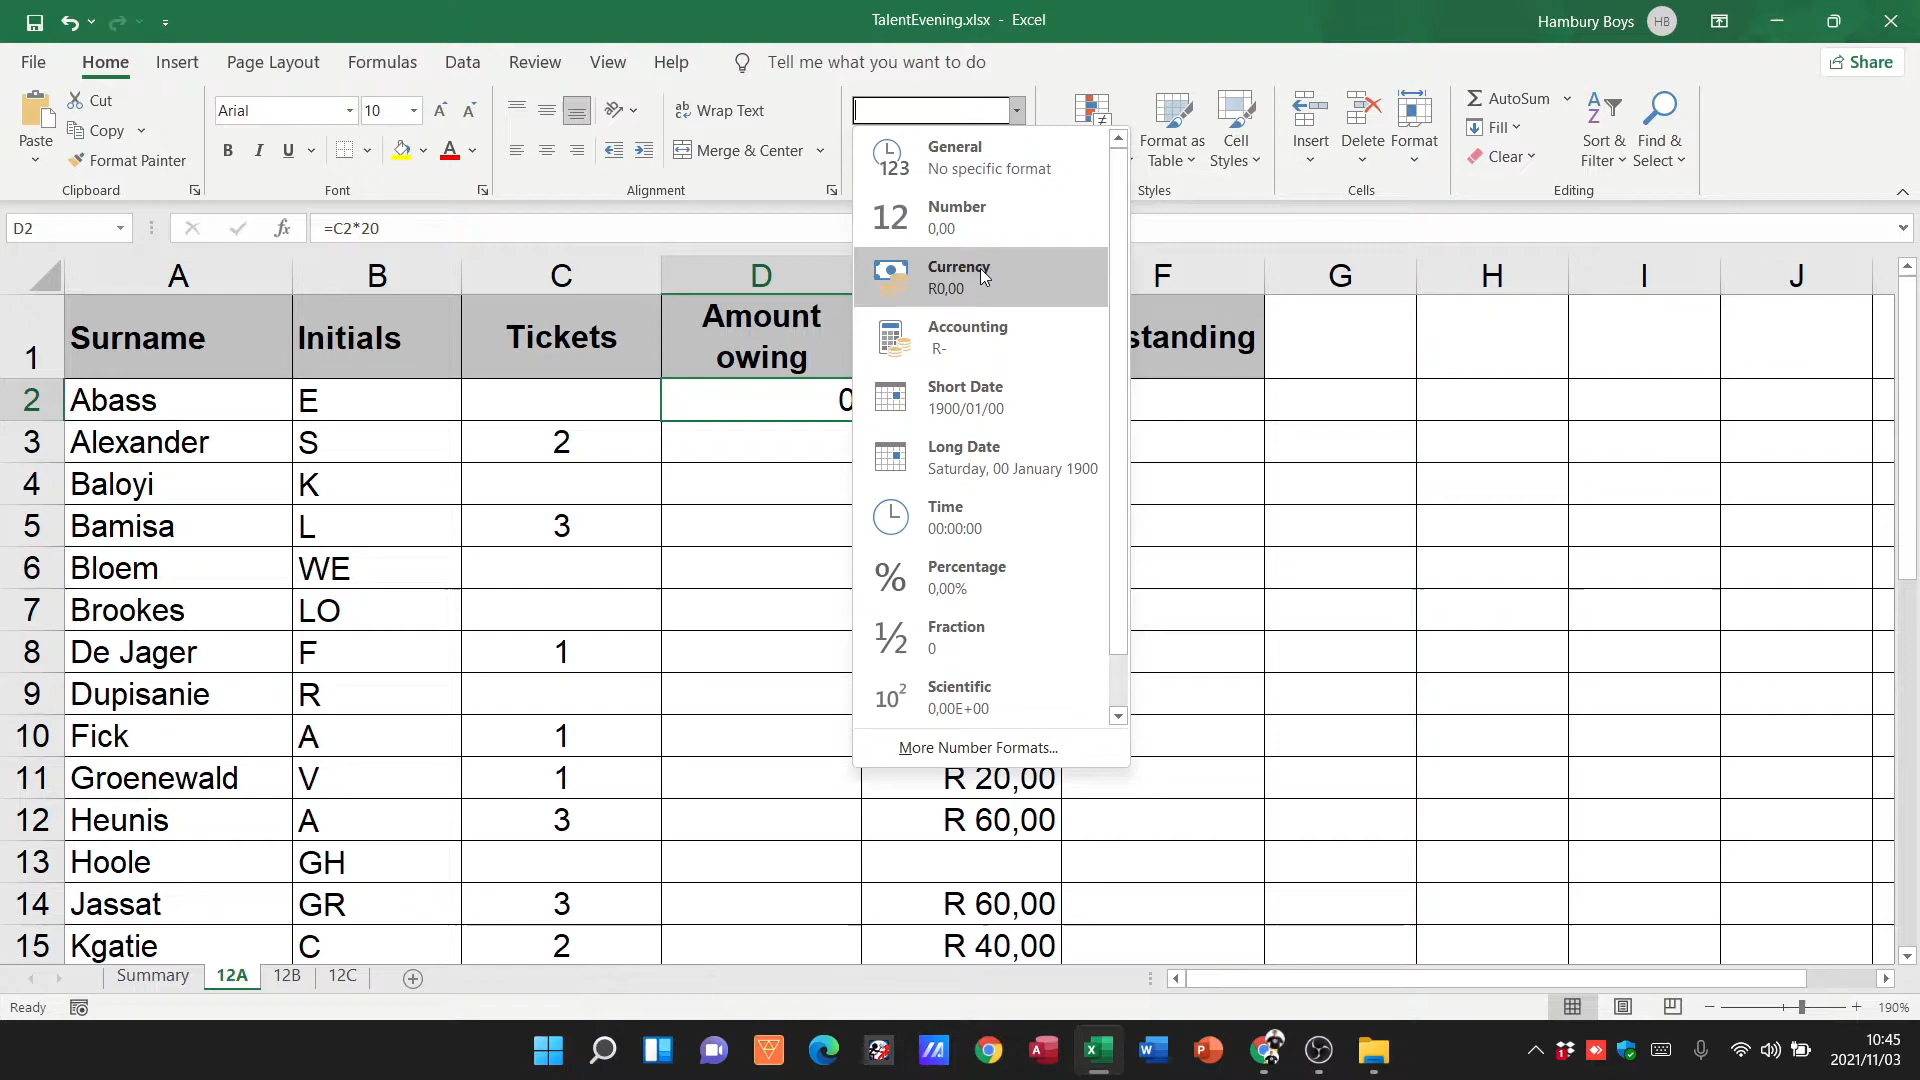 TalentEvening.xlsx - Excel
Hambury Boys
HB
File Home Insert Page Layout Formulas Data Review View Help Tell me what you want to do
Share
Paste
Cut
Copy
Format Painter
Clipboard
Arial 10
B I U
Font
Wrap Text
Merge & Center
Alignment
Format as Table
Cell Styles
Styles
Insert Delete Format
Cells
AutoSum
Fill
Clear
Sort & Filter
Find & Select
Editing
General
No specific format
Number
0,00
Currency
R0,00
Accounting
R-
Short Date
1900/01/00
Long Date
Saturday, 00 January 1900
Time
00:00:00
Percentage
0,00%
Fraction
0
Scientific
0,00E+00
More Number Formats...
D2 fx =C2*20
A B C D F G H I J
1 Surname Initials Tickets Amount owing standing
2 Abass E 0
3 Alexander S 2
4 Baloyi K
5 Bamisa L 3
6 Bloem WE
7 Brookes LO
8 De Jager F 1
9 Dupisanie R
10 Fick A 1
11 Groenewald V 1 R 20,00
12 Heunis A 3 R 60,00
13 Hoole GH
14 Jassat GR 3 R 60,00
15 Kgatie C 2 R 40,00
Summary 12A 12B 12C
Ready
190%
10:45
2021/11/03